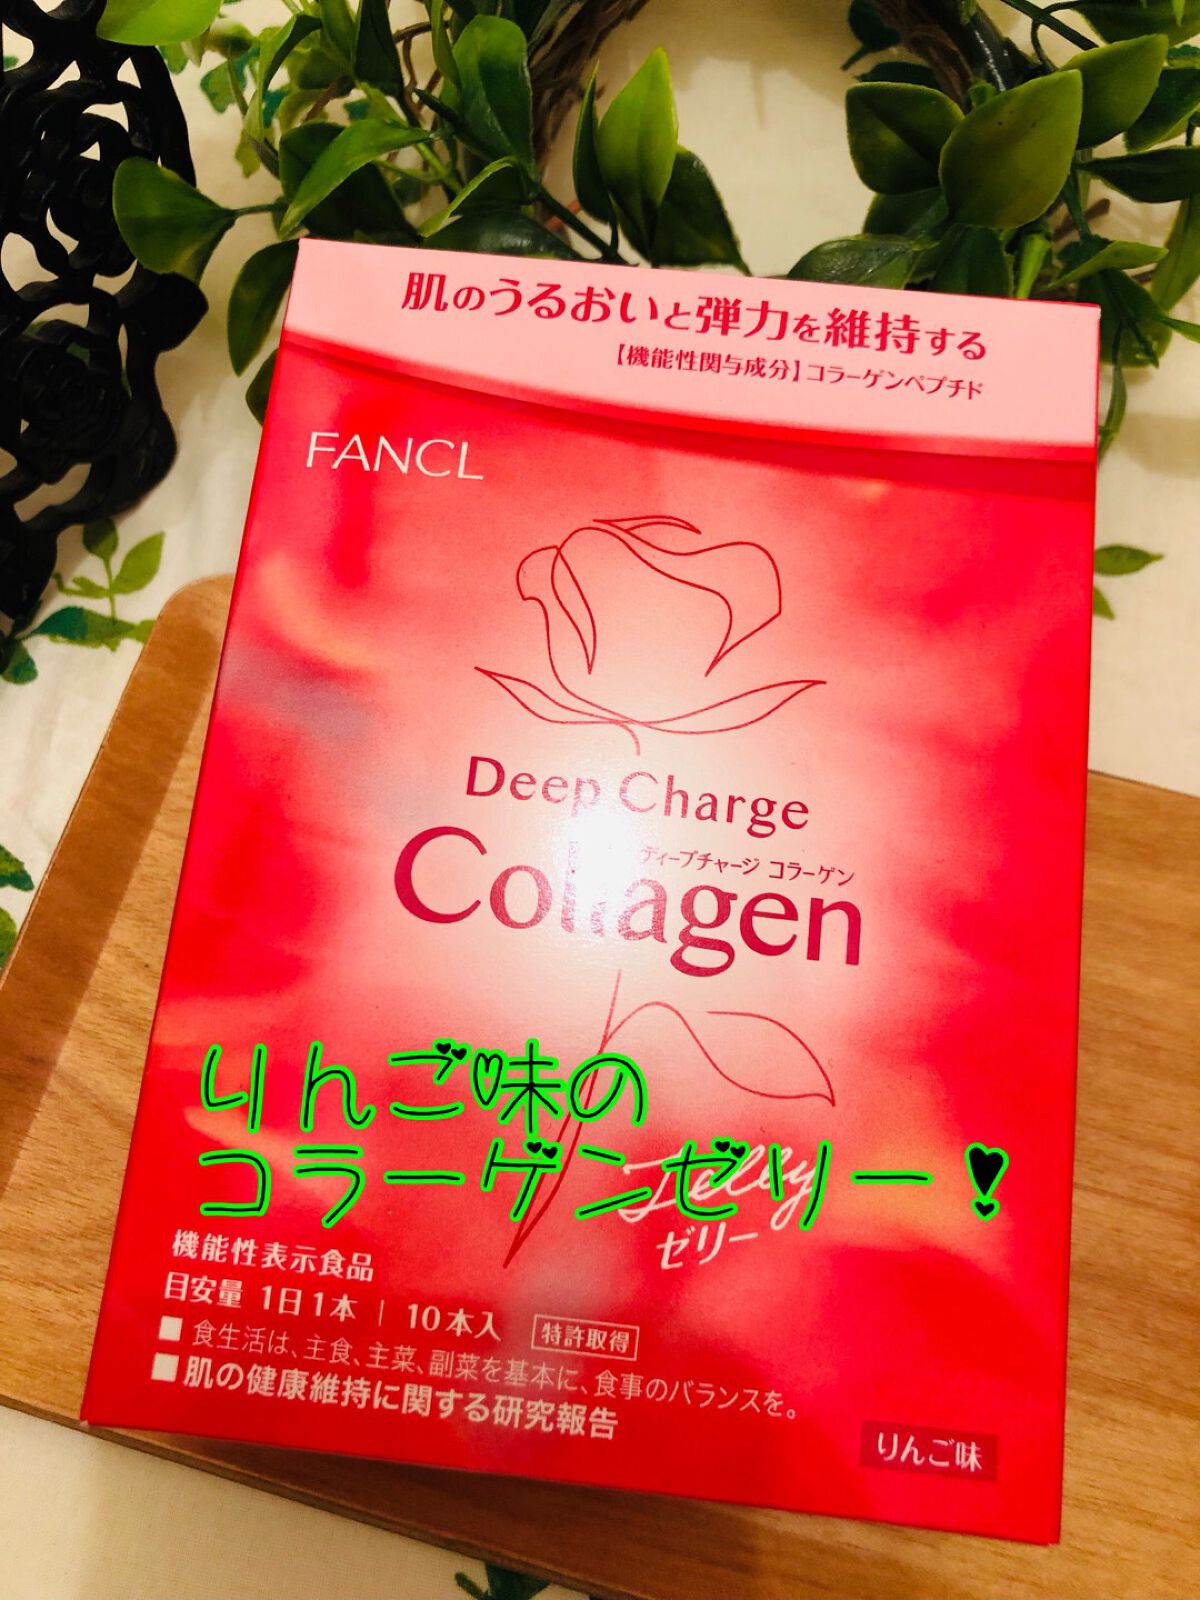 肌のうるおいと弾力を維持する
【機能性関与成分】コラーゲンペプチド
FANCL
Deep Charge
Collagen
ディープチャージ コラーゲン
りんご味の
コラーゲンゼリー!
Jelly
ゼリー
機能性表示食品
目安量 1日1本 | 10本入 特許取得
■ 食生活は、主食、主菜、副菜を基本に、食事のバランスを。
■ 肌の健康維持に関する研究報告
りんご味